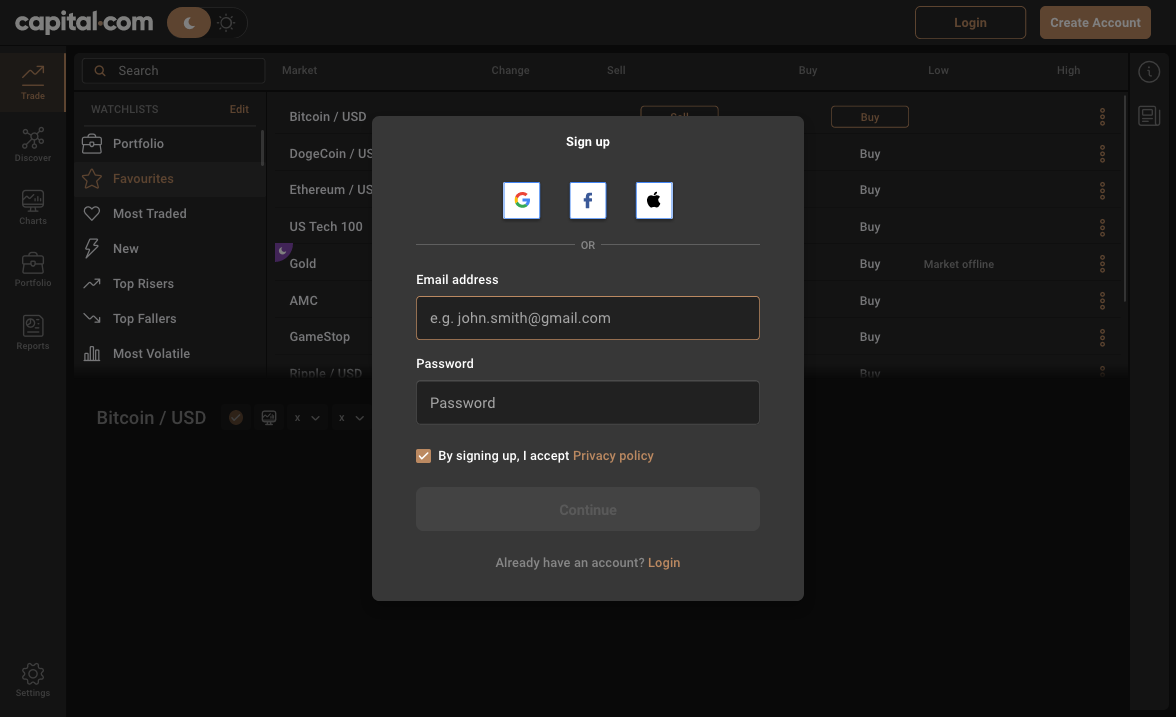 capital.com
Login
Create Account
Trade
Discover
Charts
Portfolio
Reports
Settings
Search
WATCHLISTS Edit
Portfolio
Favourites
Most Traded
New
Top Risers
Top Fallers
Most Volatile
Market Change Sell Buy Low High
Bitcoin / USD Sell Buy
DogeCoin / US Buy
Ethereum / US Buy
US Tech 100 Buy
Gold Buy Market offline
AMC Buy
GameStop Buy
Ripple / USD Buy
Bitcoin / USD x x
Sign up
OR
Email address
e.g. john.smith@gmail.com
Password
Password
By signing up, I accept Privacy policy
Continue
Already have an account? Login